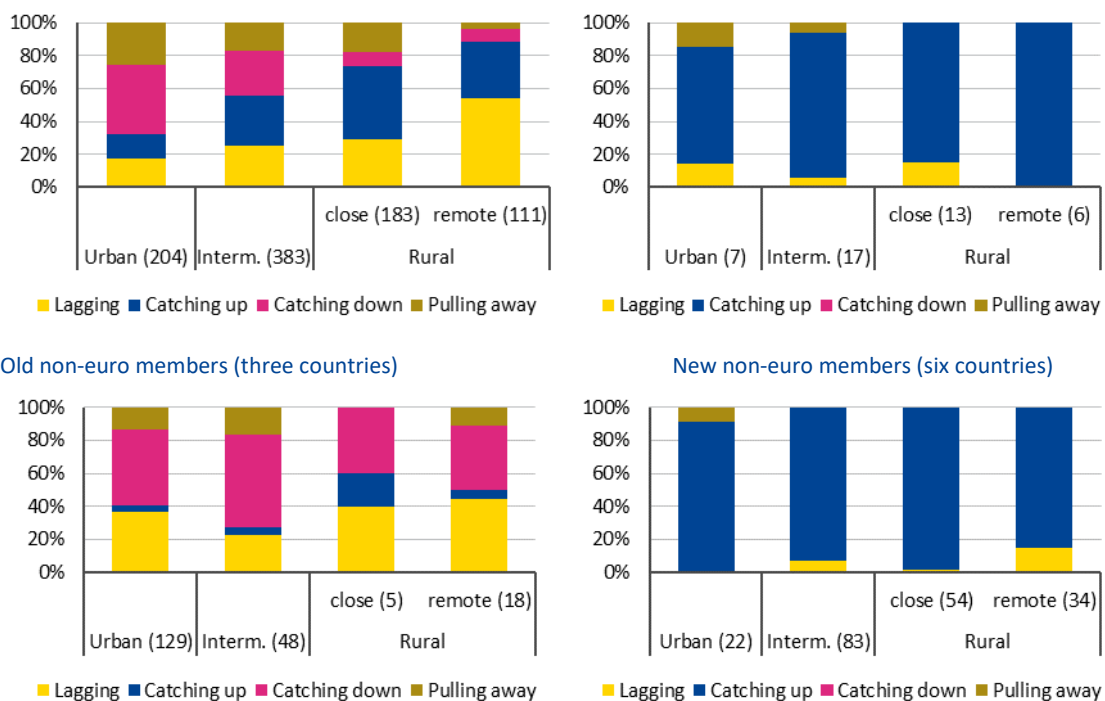 100%
80%
60%
40%
20%
0%
close (183) remote (111)
Urban (204) Interm. (383) Rural
Lagging Catching up Catching down Pulling away
100%
80%
60%
40%
20%
0%
close (13) remote (6)
Urban (7) Interm. (17) Rural
Lagging Catching up Catching down Pulling away
Old non-euro members (three countries)
100%
80%
60%
40%
20%
0%
close (5) remote (18)
Urban (129) Interm. (48) Rural
Lagging Catching up Catching down Pulling away
New non-euro members (six countries)
100%
80%
60%
40%
20%
0%
close (54) remote (34)
Urban (22) Interm. (83) Rural
Lagging Catching up Catching down Pulling away